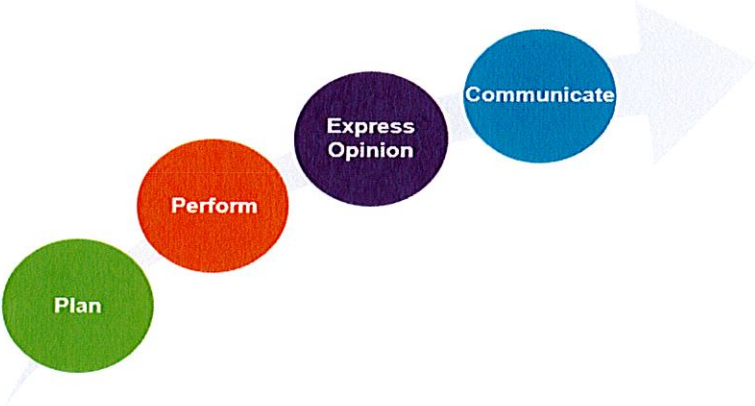 Plan
Perform
Express
Opinion
Communicate